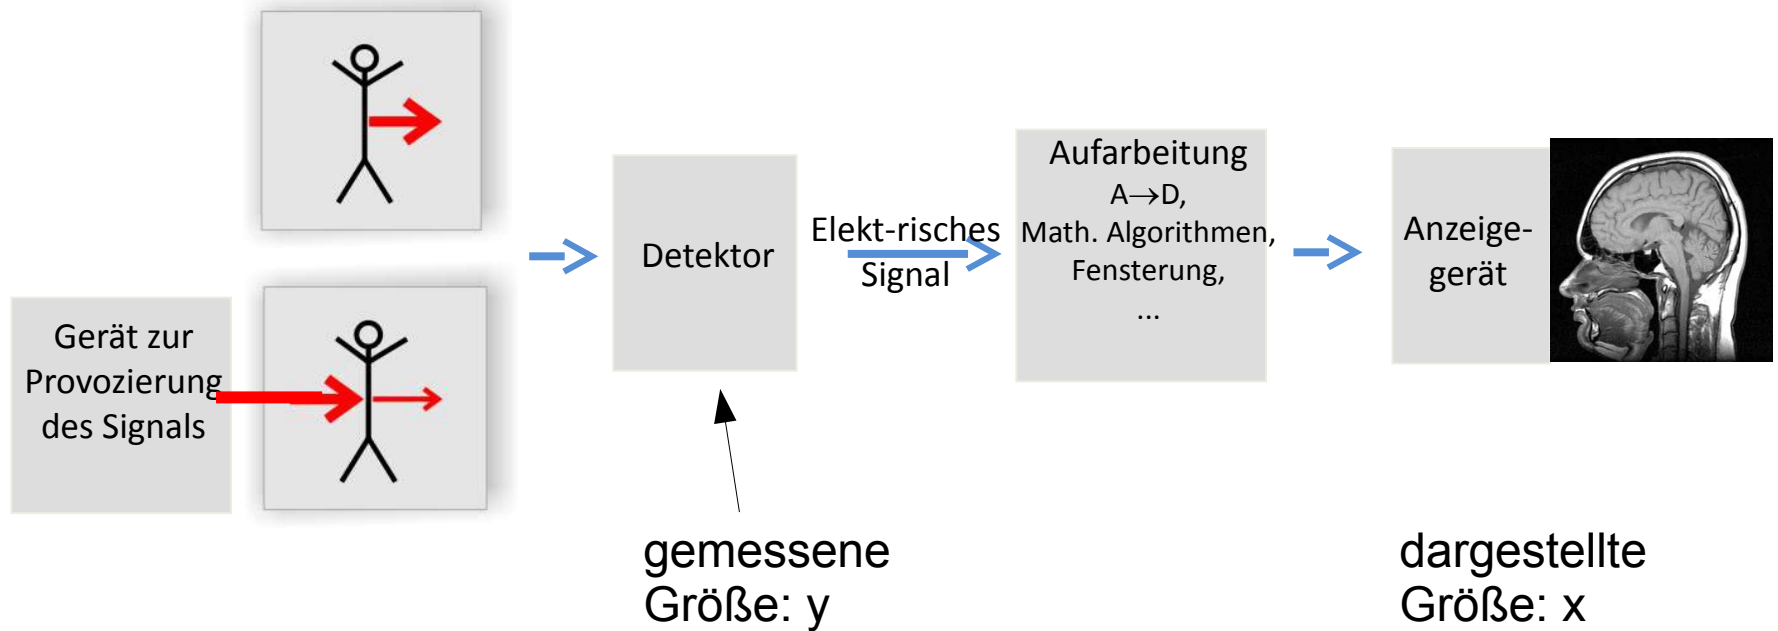 Gerät zur
Provozierung
des Signals
Detektor
Elekt-risches
Signal
Aufarbeitung
A→D,
Math. Algorithmen,
Fensterung,
...
Anzeige-
gerät
gemessene
Größe: y
dargestellte
Größe: x